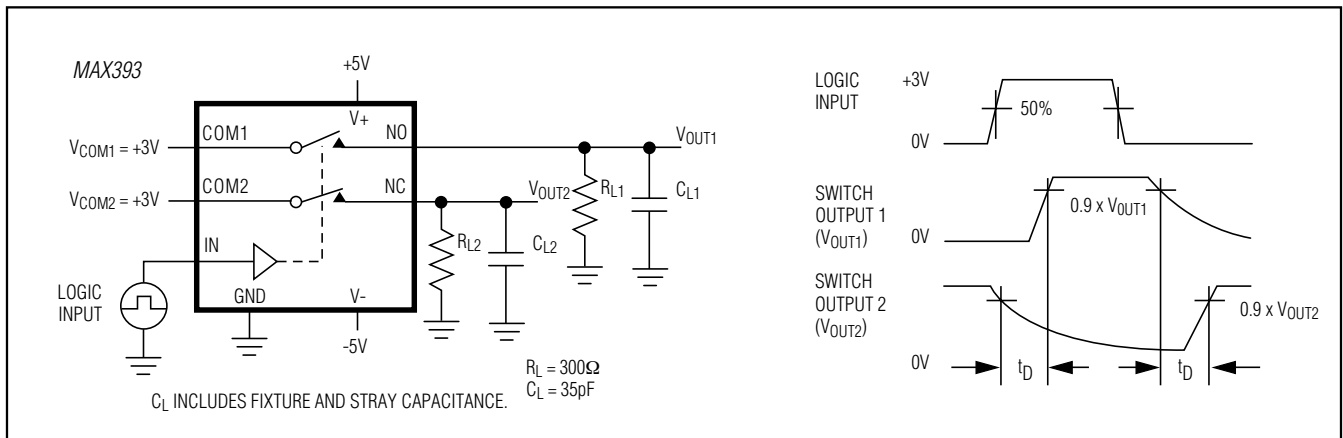 MAX393
+5V
V+
COM1
NO
VCOM1 = +3V
VOUT1
COM2
NC
VCOM2 = +3V
VOUT2
RL1
CL1
RL2
CL2
IN
LOGIC
INPUT
GND
V-
-5V
RL = 300Ω
CL = 35pF
CL INCLUDES FIXTURE AND STRAY CAPACITANCE.
LOGIC
INPUT
+3V
50%
0V
SWITCH
OUTPUT 1
(VOUT1)
0.9 x VOUT1
0V
SWITCH
OUTPUT 2
(VOUT2)
0.9 x VOUT2
0V
tD
tD